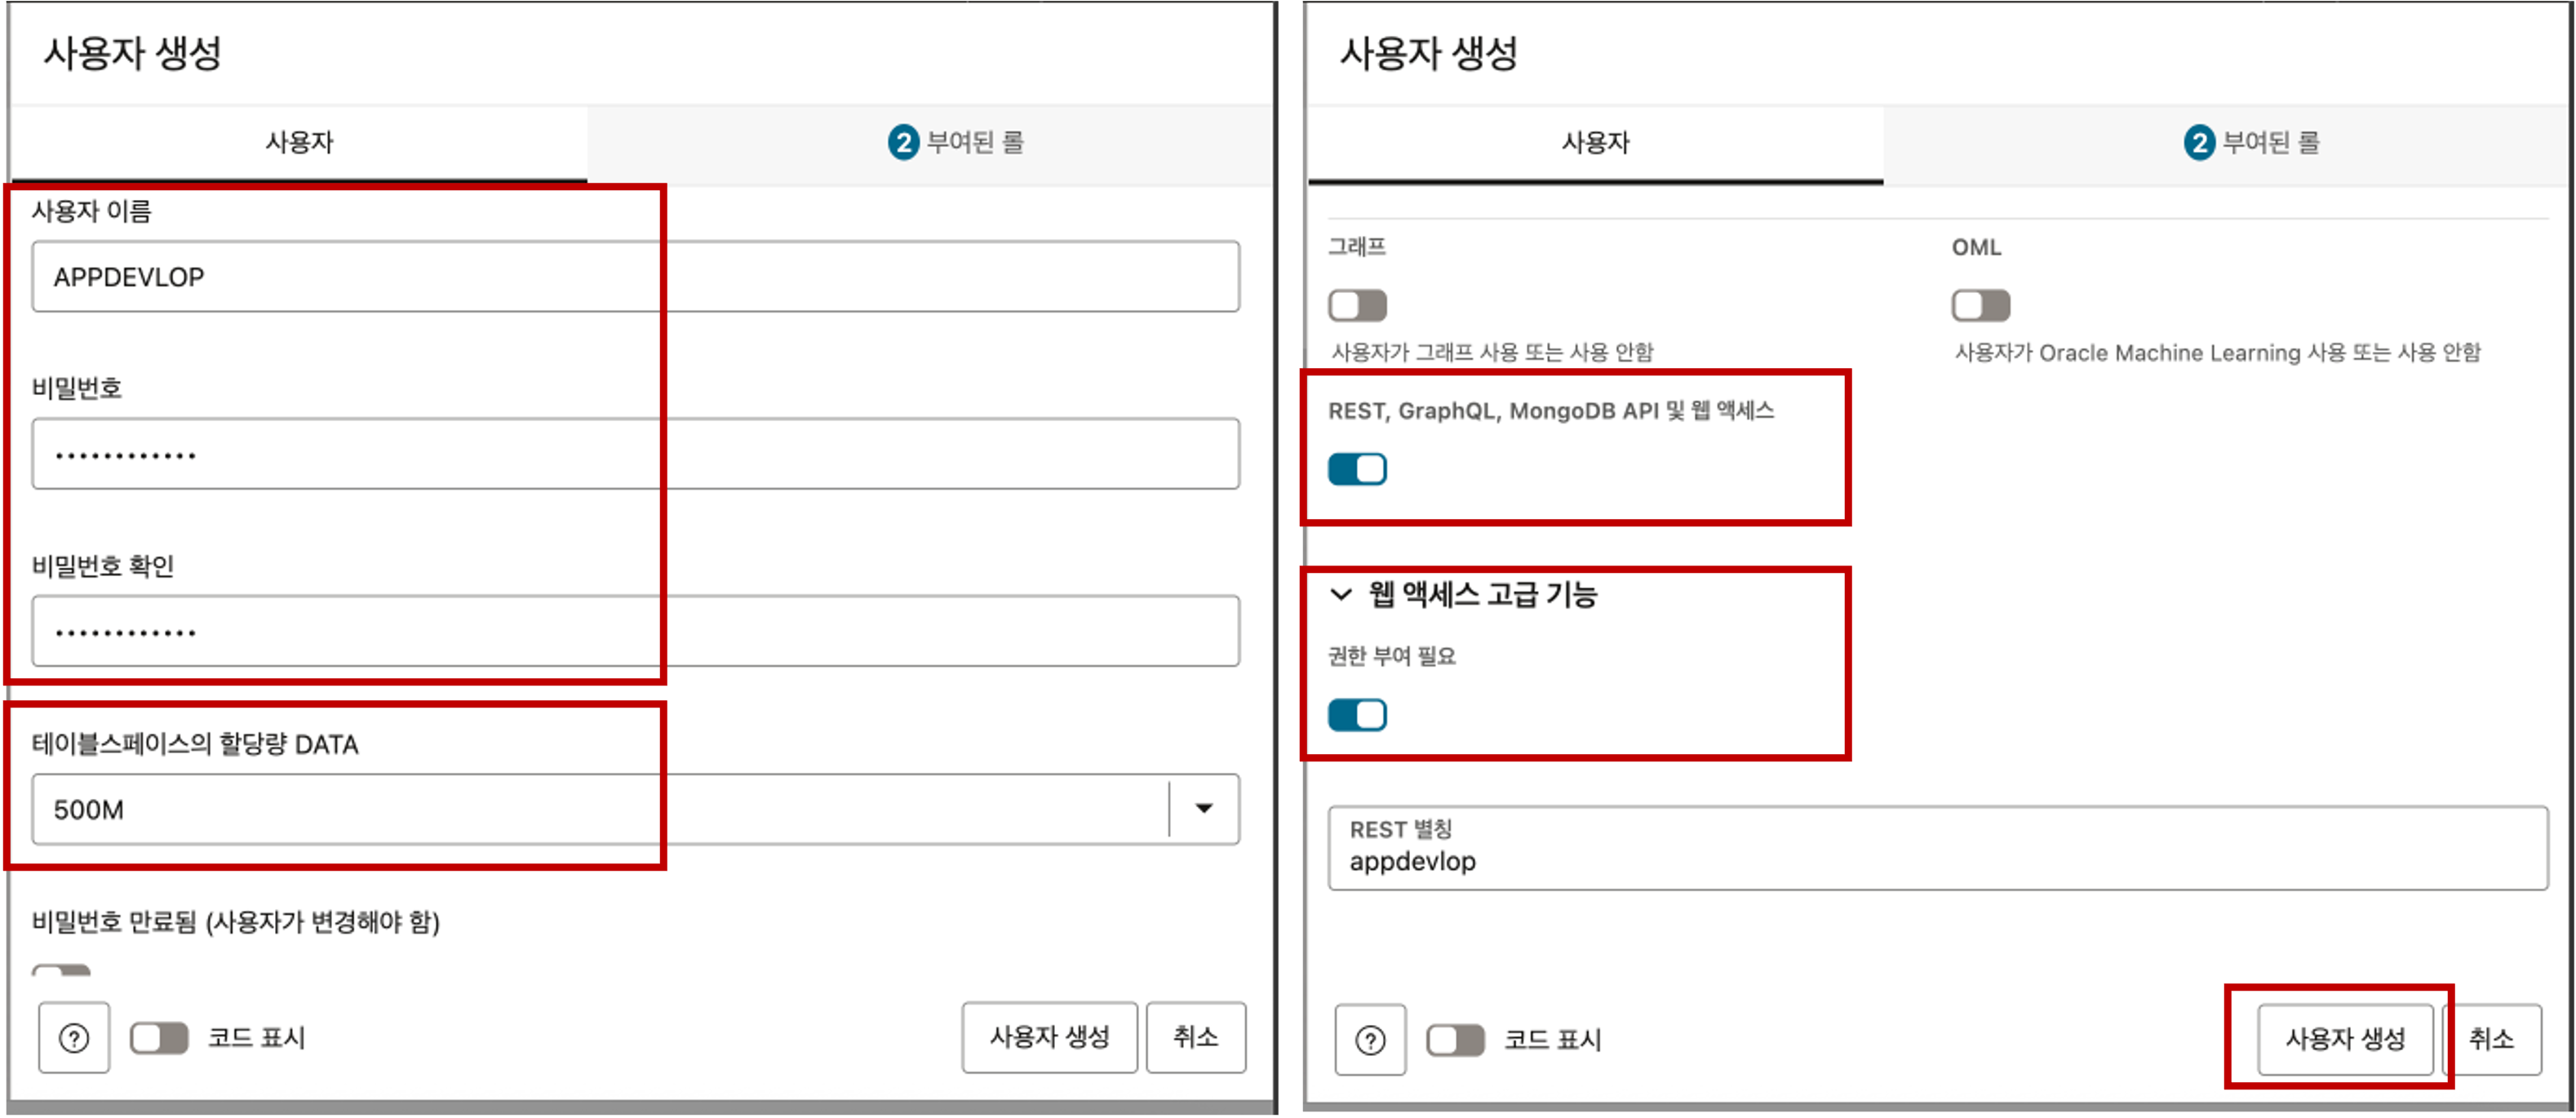 사용자 생성
사용자
2 부여된 롤
사용자 이름
APPDEVLOP
비밀번호
············
비밀번호 확인
············
테이블스페이스의 할당량 DATA
500M
비밀번호 만료됨 (사용자가 변경해야 함)
? 코드 표시
사용자 생성
취소
사용자 생성
사용자
2 부여된 롤
그래프
OML
사용자가 그래프 사용 또는 사용 안함
사용자가 Oracle Machine Learning 사용 또는 사용 안함
REST, GraphQL, MongoDB API 및 웹 액세스
웹 액세스 고급 기능
권한 부여 필요
REST 별칭
appdevlop
? 코드 표시
사용자 생성
취소